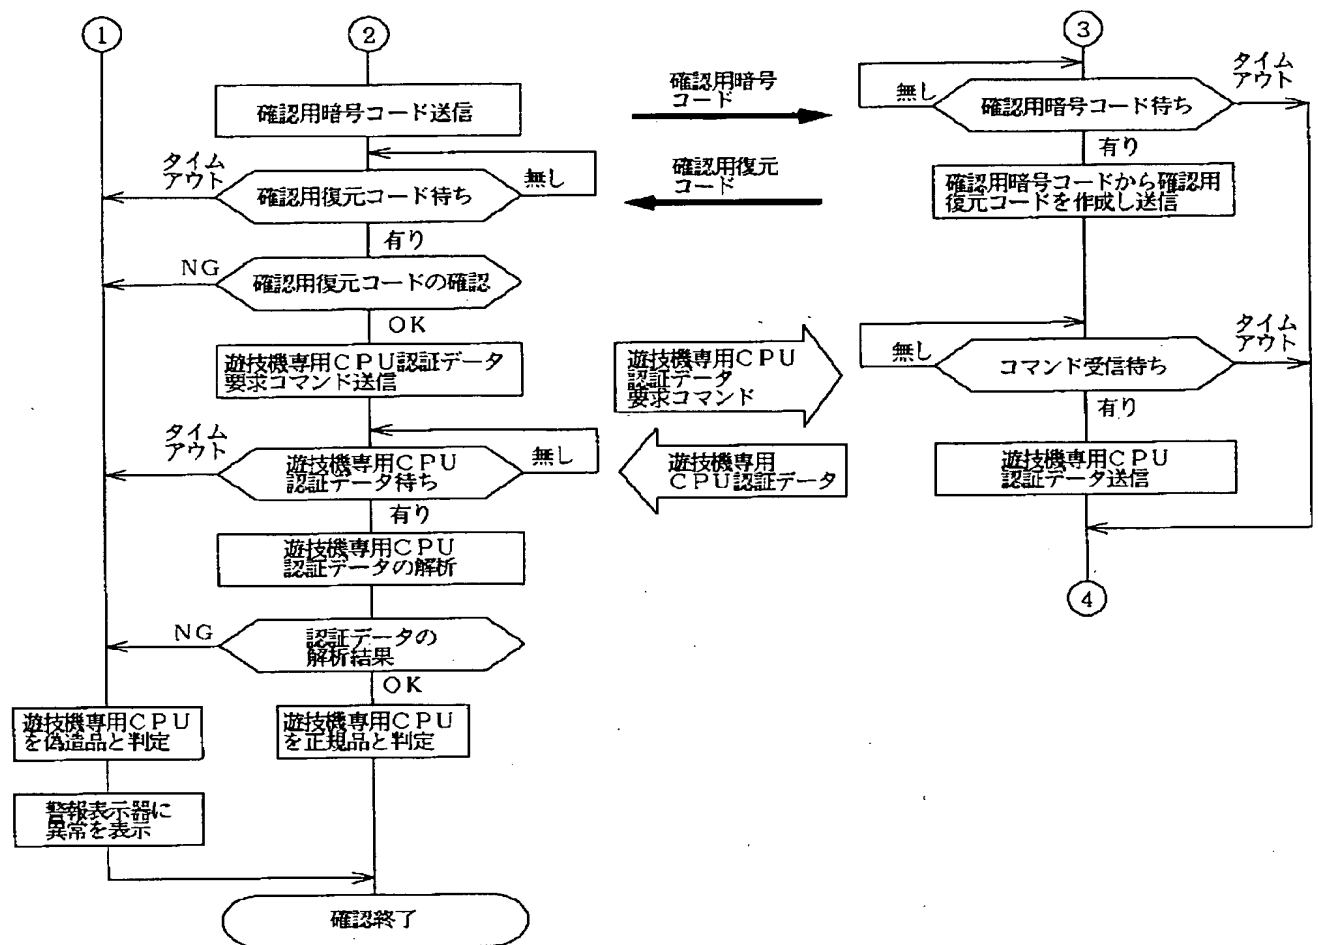 ①
②
確認用暗号コード送信
タイム
アウト
確認用復元コード待ち
無し
有り
NG
確認用復元コードの確認
OK
遊技機専用CPU認証データ
要求コマンド送信
タイム
アウト
遊技機専用CPU
認証データ待ち
無し
有り
遊技機専用CPU
認証データの解析
NG
認証データの
解析結果
OK
遊技機専用CPU
を偽造品と判定
遊技機専用CPU
を正規品と判定
警報表示器に
異常を表示
確認終了
確認用暗号
コード
確認用復元
コード
遊技機専用CPU
認証データ
要求コマンド
遊技機専用
CPU認証データ
③
無し
確認用暗号コード待ち
タイム
アウト
有り
確認用暗号コードから確認用
復元コードを作成し送信
無し
コマンド受信待ち
タイム
アウト
有り
遊技機専用CPU
認証データ送信
④